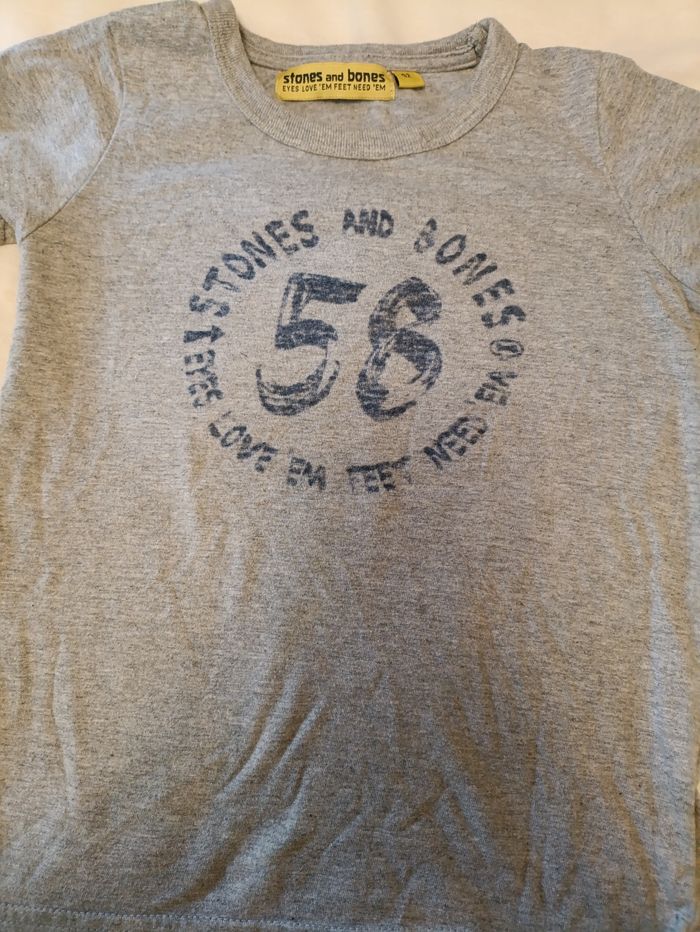 stones and bones
EYES LOVE 'EM FEET NEED 'EM
12
STONES AND BONES
56
EYES LOVE 'EM FEET NEED 'EM